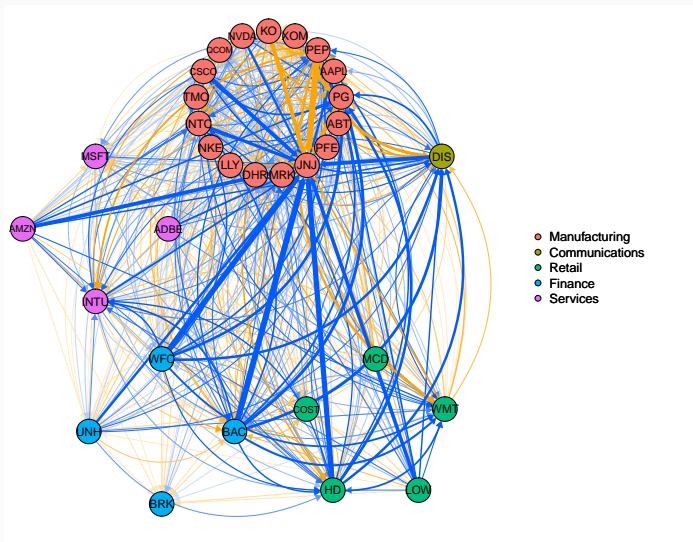 KO
NVDA
XOM
QCOM
PEP
CSCO
AAPL
TMO
PG
INTC
ABT
NKE
PFE
LLY
JNJ
DHR
MRK
MSFT
DIS
AMZN
ADBE
INTU
WFC
MCD
COST
WMT
UNH
BAC
HD
LOW
BRK
Manufacturing
Communications
Retail
Finance
Services